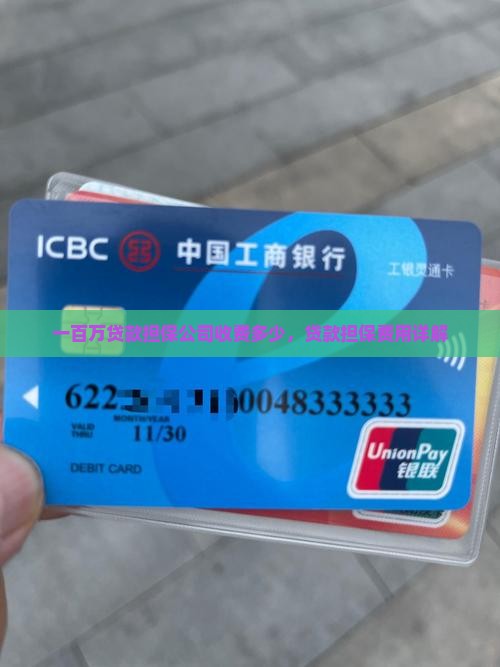 ICBC 中国工商银行
工银灵通卡
一百万贷款担保公司收费多少，贷款担保费用详解
622 0048333333
MONTH/YEAR
VALID
THRU 11/30
DEBIT CARD
UnionPay
银联